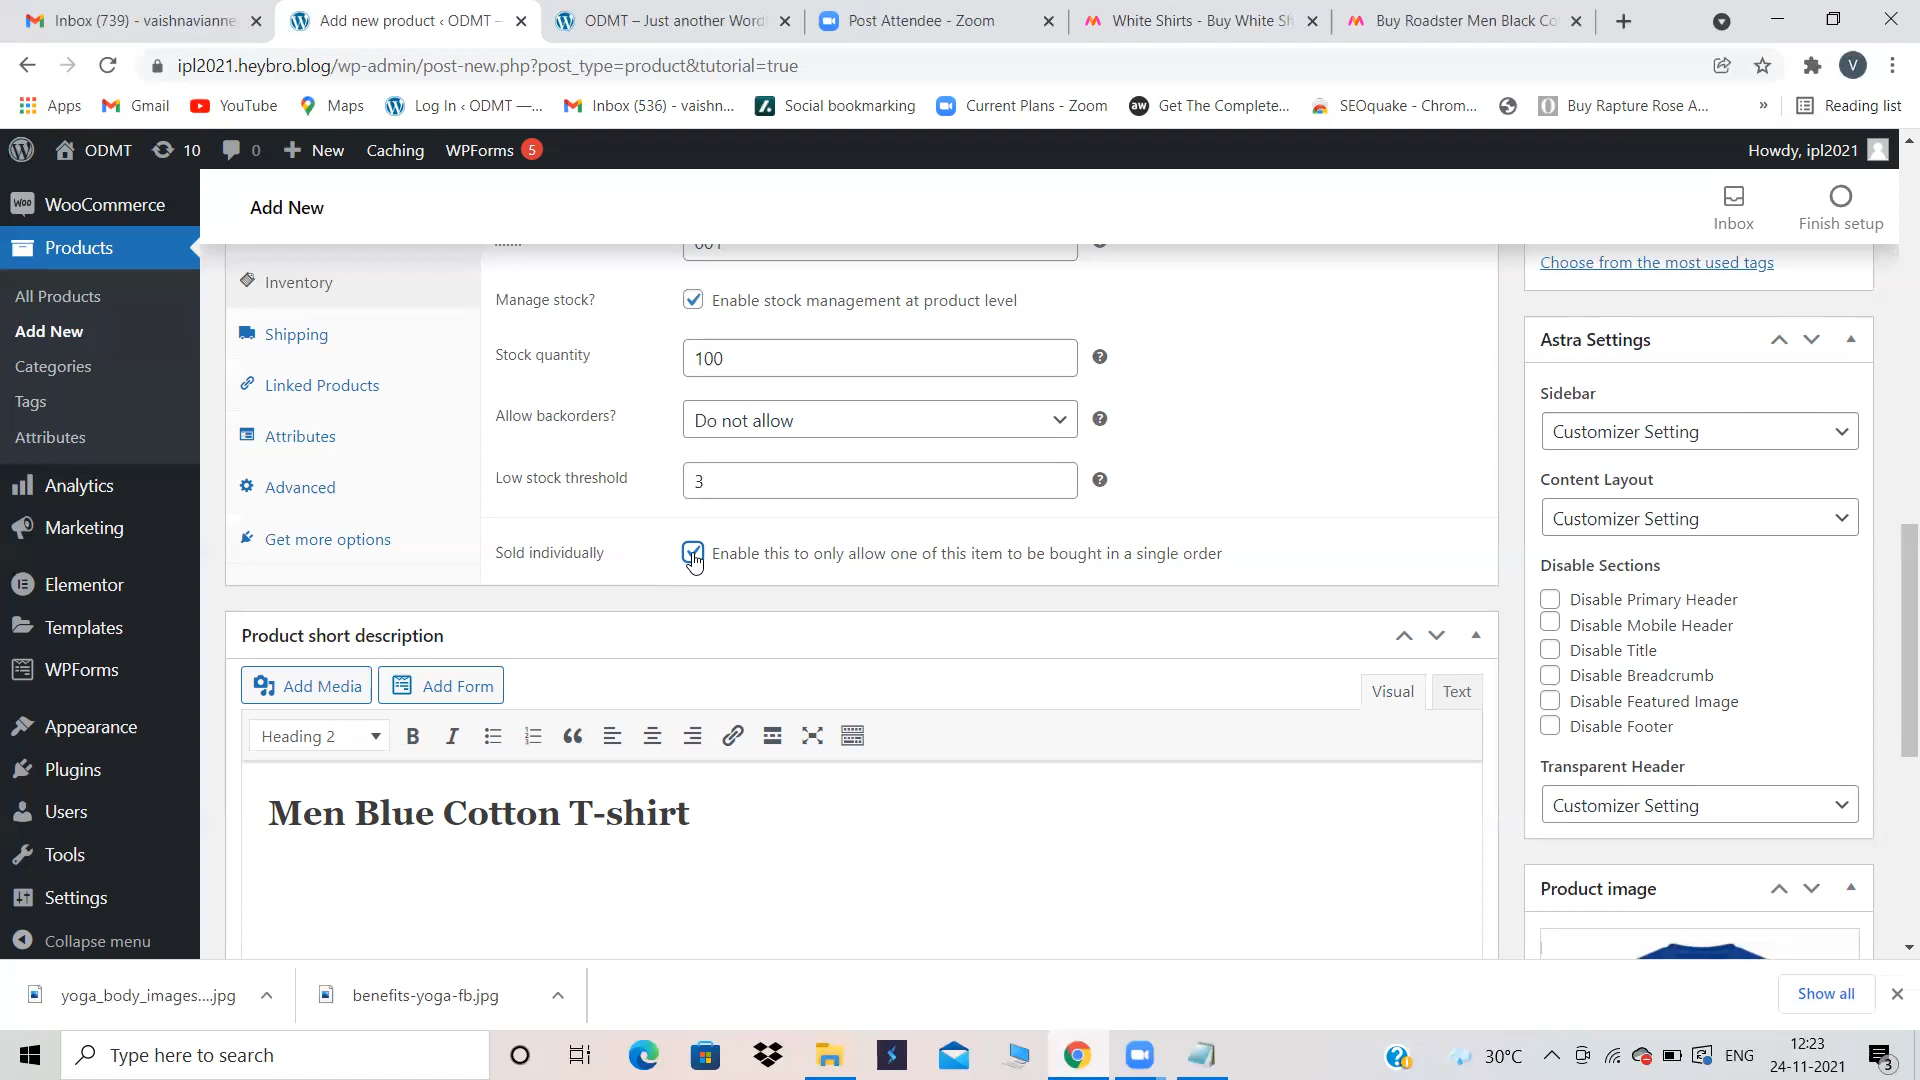 Inbox (739) - vaishnavianne
Add new product ‹ ODMT —
ODMT – Just another Word
Post Attendee - Zoom
White Shirts - Buy White Sh
Buy Roadster Men Black Co
ipl2021.heybro.blog/wp-admin/post-new.php?post_type=product&tutorial=true
V
Apps
Gmail
YouTube
Maps
Log In ‹ ODMT —...
Inbox (536) - vaishn...
Social bookmarking
Current Plans - Zoom
aw Get The Complete...
SEOquake - Chrom...
Buy Rapture Rose A...
»
Reading list
ODMT
10
0
New
Caching
WPForms 5
Howdy, ipl2021
WooCommerce
Add New
Inbox
Finish setup
Products
All Products
Add New
Categories
Tags
Attributes
Analytics
Marketing
Elementor
Templates
WPForms
Appearance
Plugins
Users
Tools
Settings
Collapse menu
Inventory
Shipping
Linked Products
Attributes
Advanced
Get more options
001
Manage stock?
Enable stock management at product level
Stock quantity
100
Allow backorders?
Do not allow
Low stock threshold
3
Sold individually
Enable this to only allow one of this item to be bought in a single order
Product short description
Add Media
Add Form
Visual
Text
Heading 2
B I
Men Blue Cotton T-shirt
Choose from the most used tags
Astra Settings
Sidebar
Customizer Setting
Content Layout
Customizer Setting
Disable Sections
Disable Primary Header
Disable Mobile Header
Disable Title
Disable Breadcrumb
Disable Featured Image
Disable Footer
Transparent Header
Customizer Setting
Product image
yoga_body_images....jpg
benefits-yoga-fb.jpg
Show all
Type here to search
30°C
ENG
12:23
24-11-2021
3